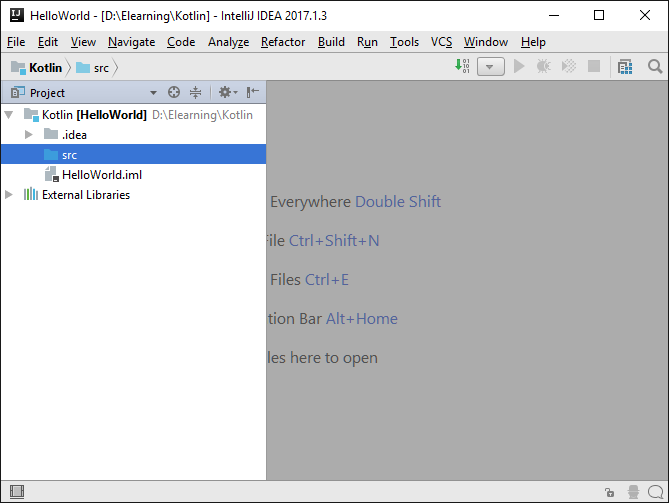 HelloWorld - [D:\Elearning\Kotlin] - IntelliJ IDEA 2017.1.3
File Edit View Navigate Code Analyze Refactor Build Run Tools VCS Window Help
Kotlin src
Project
Kotlin [HelloWorld] D:\Elearning\Kotlin
.idea
src
HelloWorld.iml
External Libraries
Everywhere Double Shift
File Ctrl+Shift+N
Files Ctrl+E
tion Bar Alt+Home
les here to open